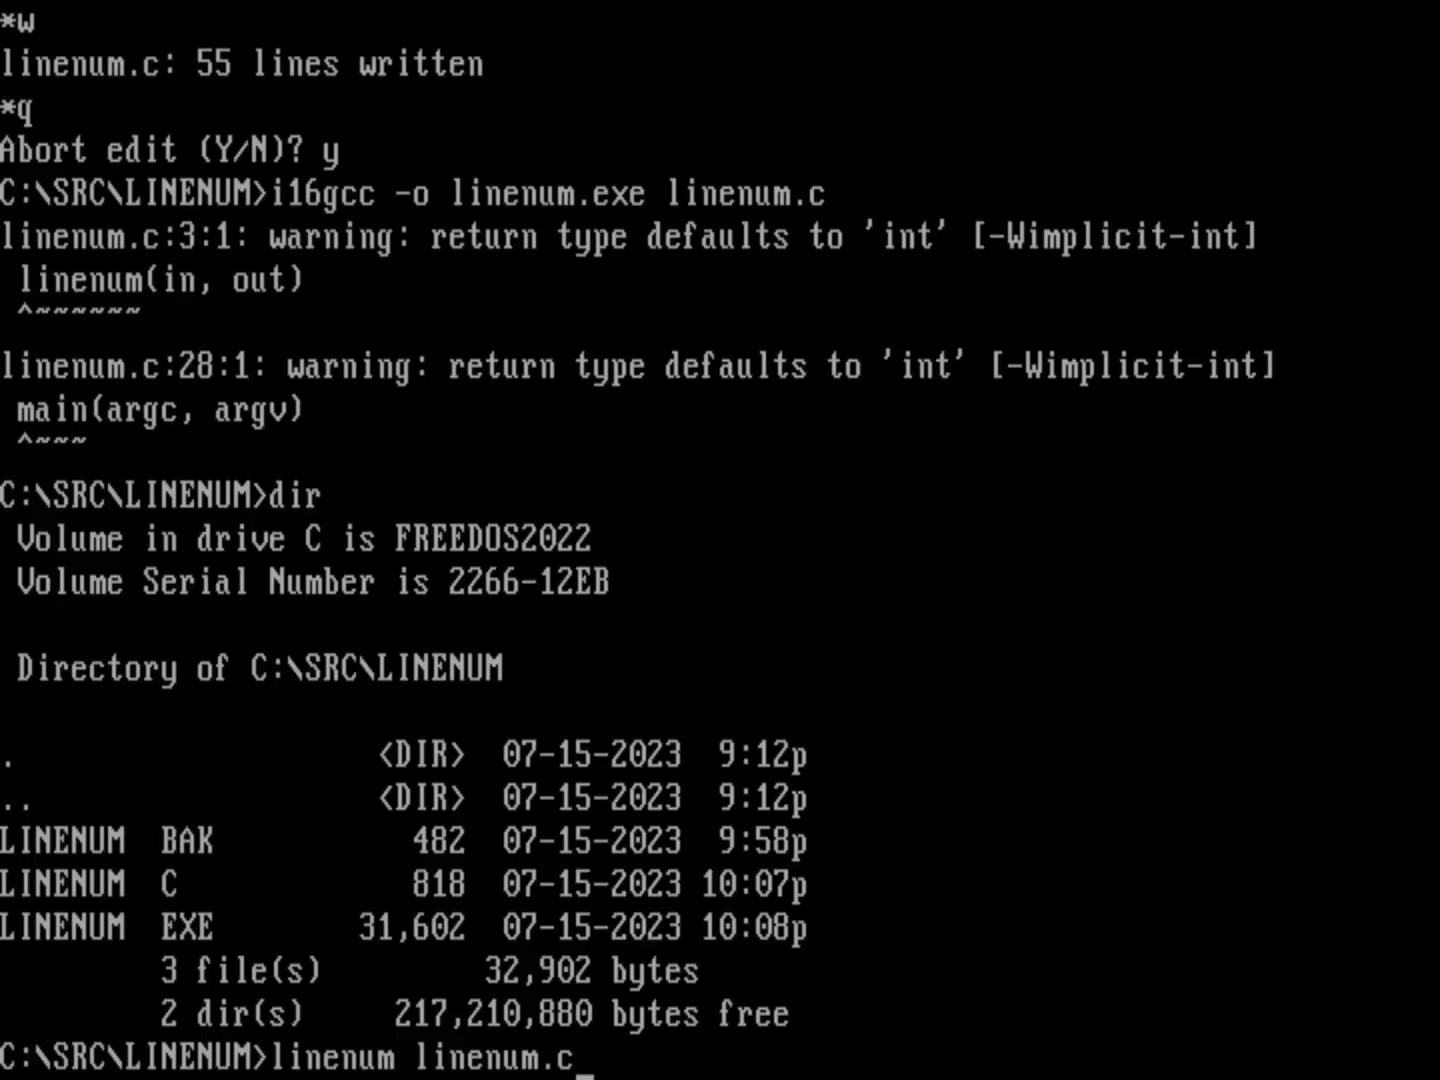 *w
linenum.c: 55 lines written
*q
Abort edit (Y/N)? y
C:\SRC\LINENUM>i16gcc -o linenum.exe linenum.c
linenum.c:3:1: warning: return type defaults to 'int' [-Wimplicit-int]
 linenum(in, out)
 ^~~~~~~
linenum.c:28:1: warning: return type defaults to 'int' [-Wimplicit-int]
 main(argc, argv)
 ^~~~
C:\SRC\LINENUM>dir
 Volume in drive C is FREEDOS2022
 Volume Serial Number is 2266-12EB
 Directory of C:\SRC\LINENUM
.                    <DIR>  07-15-2023  9:12p
..                   <DIR>  07-15-2023  9:12p
LINENUM  BAK           482  07-15-2023  9:58p
LINENUM  C             818  07-15-2023 10:07p
LINENUM  EXE        31,602  07-15-2023 10:08p
         3 file(s)         32,902 bytes
         2 dir(s)     217,210,880 bytes free
C:\SRC\LINENUM>linenum linenum.c_